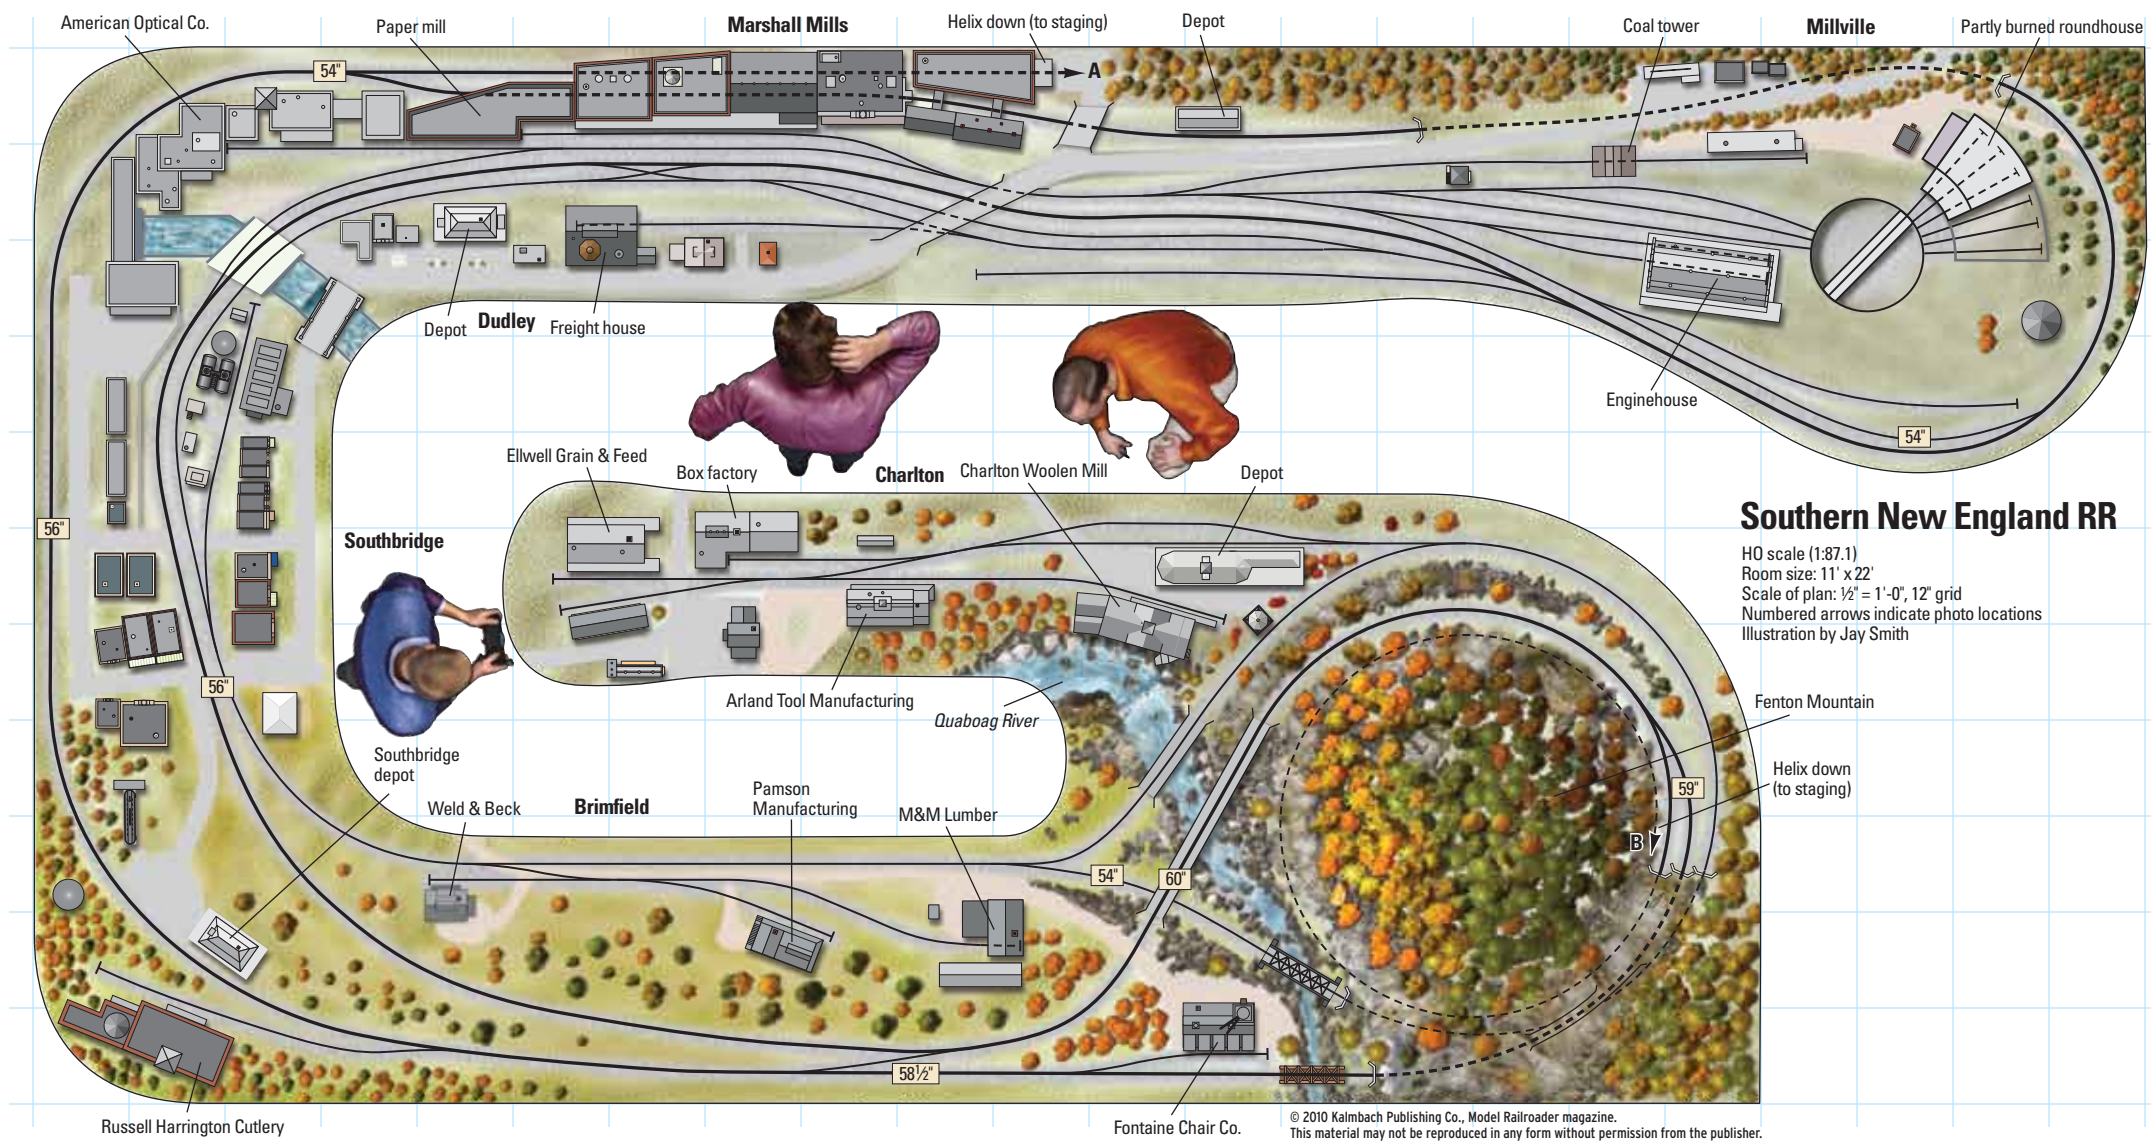 American Optical Co.
Paper mill
Marshall Mills
Helix down (to staging)
Depot
Coal tower
Millville
Partly burned roundhouse
54"
A
Depot
Dudley
Freight house
Enginehouse
54"
Ellwell Grain & Feed
Box factory
Charlton
Charlton Woolen Mill
Depot
56"
Southbridge
Southern New England RR
HO scale (1:87.1)
Room size: 11' x 22'
Scale of plan: ½" = 1'-0", 12" grid
Numbered arrows indicate photo locations
Illustration by Jay Smith
56"
Arland Tool Manufacturing
Quaboag River
Fenton Mountain
Southbridge
depot
Weld & Beck
Brimfield
Pamson
Manufacturing
M&M Lumber
59"
Helix down
(to staging)
B
54"
60"
58½"
Russell Harrington Cutlery
Fontaine Chair Co.
© 2010 Kalmbach Publishing Co., Model Railroader magazine.
This material may not be reproduced in any form without permission from the publisher.